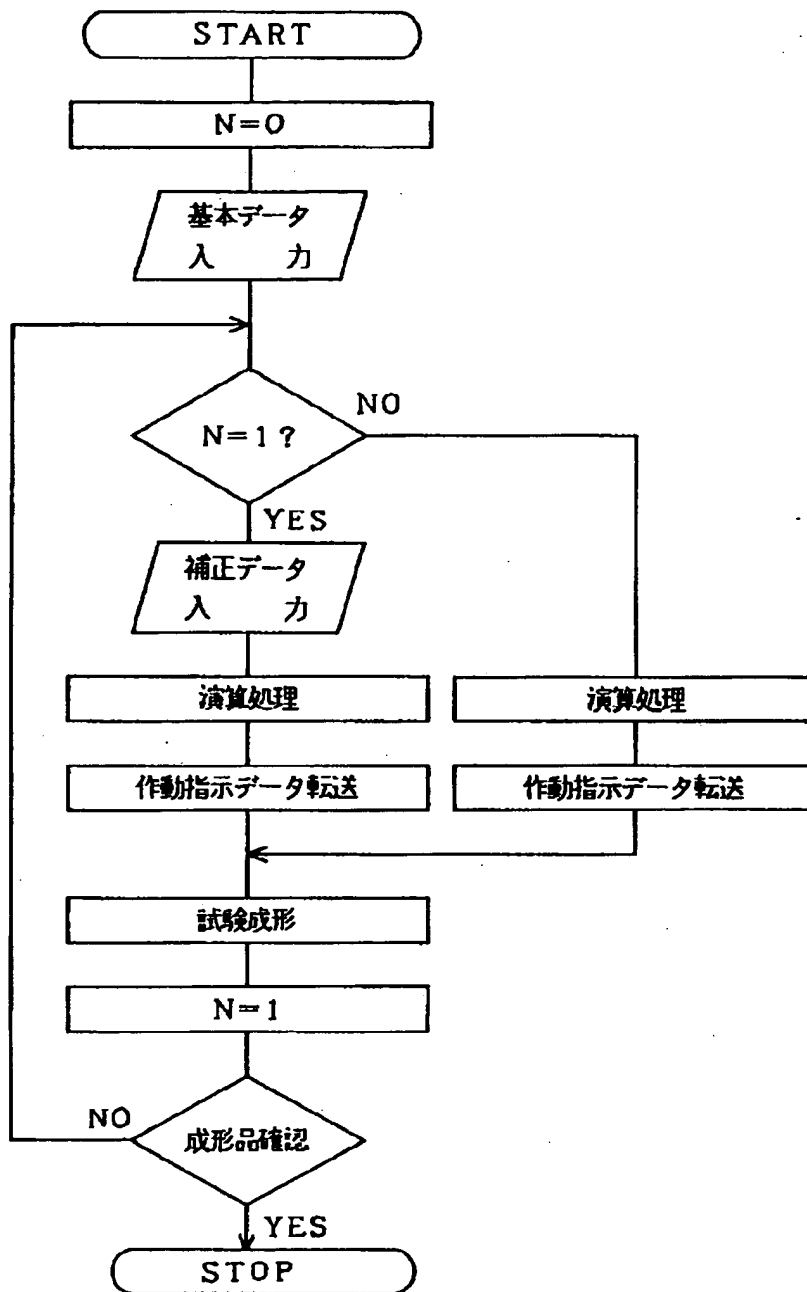 START
N=0
基本データ
入 力
N=1?
NO
YES
補正データ
入 力
演算処理
演算処理
作動指示データ転送
作動指示データ転送
試験成形
N=1
NO
成形品確認
YES
STOP